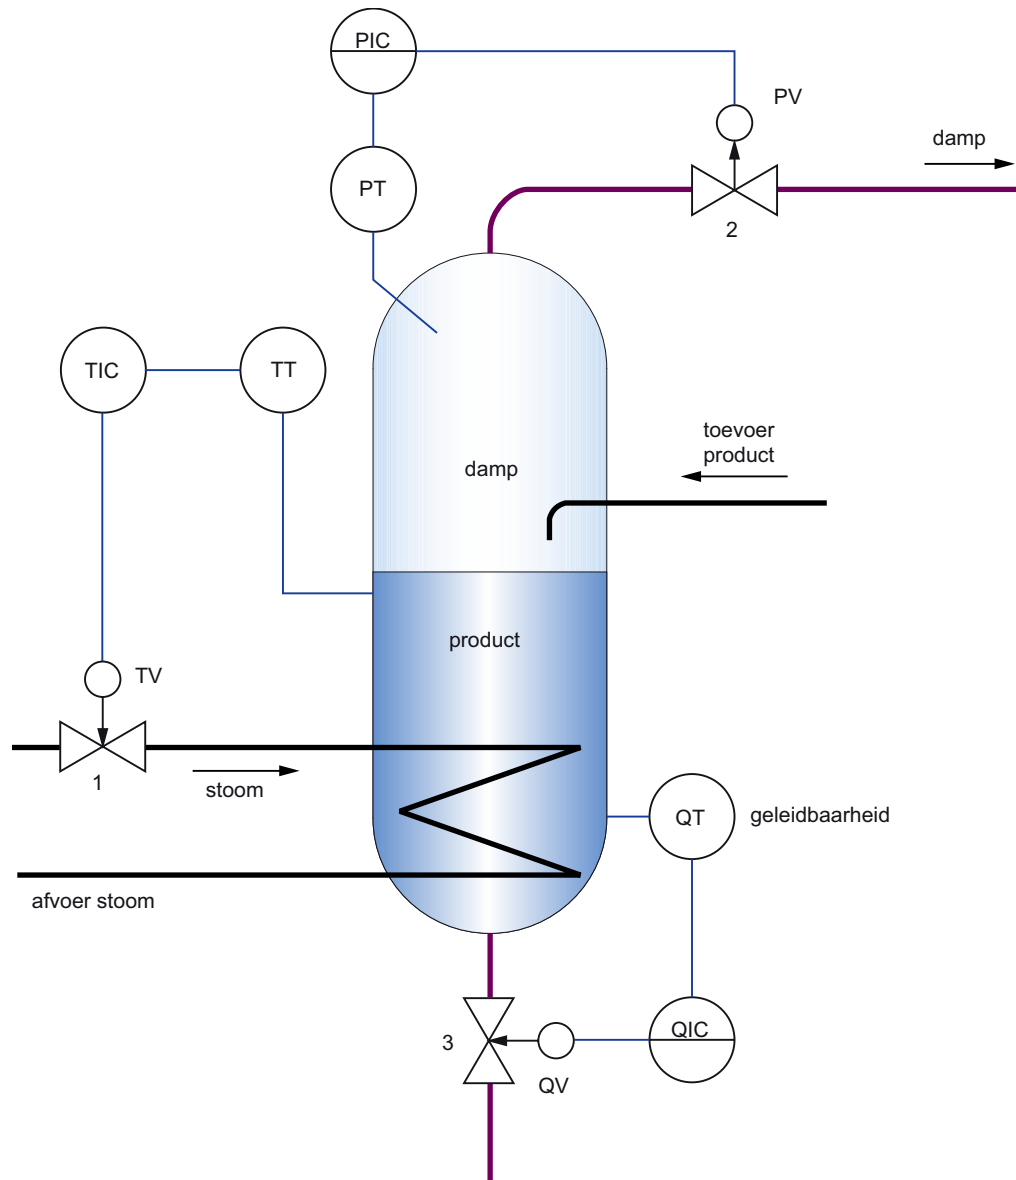 PIC
PV
damp
PT
2
TIC
TT
toevoer
product
damp
product
TV
1
stoom
QT
geleidbaarheid
afvoer stoom
QIC
3
QV